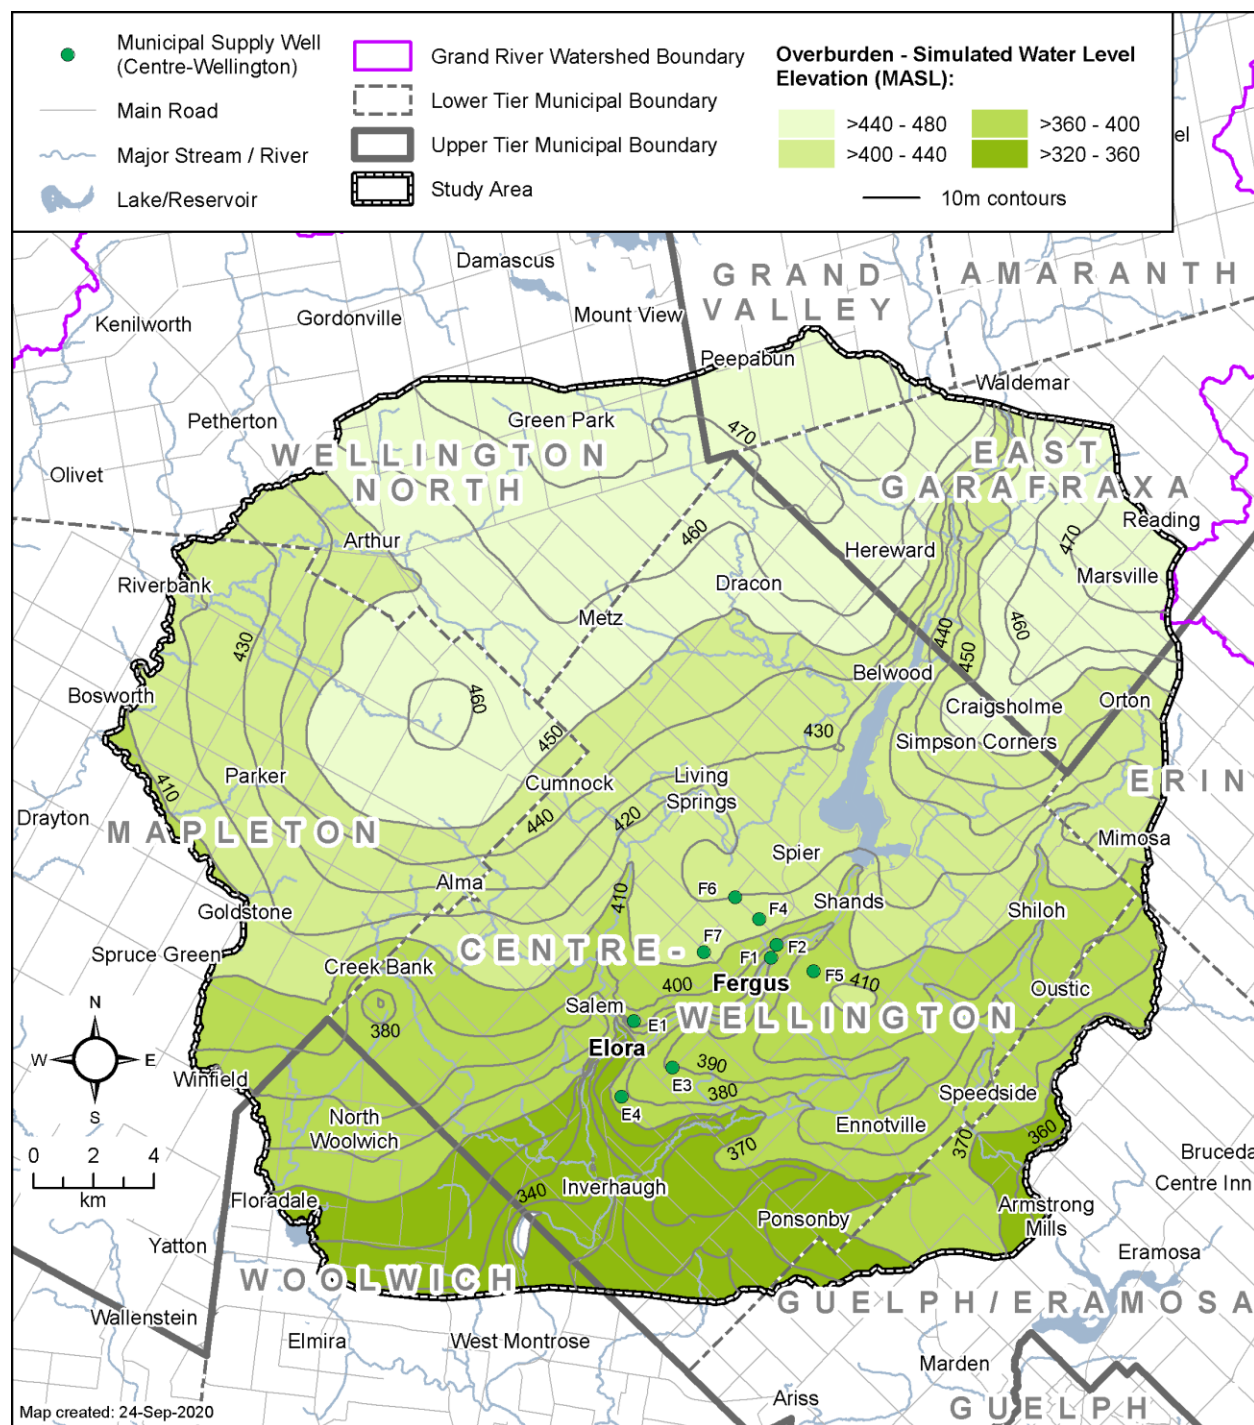 Municipal Supply Well
(Centre-Wellington)
Main Road
Major Stream / River
Lake/Reservoir
Grand River Watershed Boundary
Lower Tier Municipal Boundary
Upper Tier Municipal Boundary
Study Area
Overburden - Simulated Water Level
Elevation (MASL):
>440 - 480
>400 - 440
>360 - 400
>320 - 360
10m contours
el
Damascus
GRAND
VALLEY
AMARANTH
Kenilworth
Gordonville
Mount View
Peepabun
Waldemar
Petherton
Green Park
470
WELLINGTON
NORTH
EAST
GARAFRAXA
Olivet
Reading
Arthur
460
Hereward
470
Riverbank
Dracon
Marsville
Metz
430
440
460
450
Bosworth
Belwood
460
Craigsholme
Orton
450
430
Simpson Corners
Parker
410
Cumnock
Living
Springs
ERIN
Drayton
MAPLETON
440
420
Mimosa
Spier
Alma
410
F6
Shands
Goldstone
F4
Shiloh
Spruce Green
CENTRE-
F7
F2
F1
Creek Bank
400
Fergus
F5
410
Oustic
Salem
E1
WELLINGTON
380
N
W
E
S
Elora
390
E3
380
Winfield
E4
Speedside
North
Woolwich
Ennotville
360
370
370
0 2 4
km
Bruceda
Centre Inn
Floradale
340
Inverhaugh
Ponsonby
Armstrong
Mills
Yatton
Eramosa
WOOLWICH
GUELPH/ERAMOSA
Wallenstein
Elmira
West Montrose
Marden
Ariss
GUELPH
Map created: 24-Sep-2020